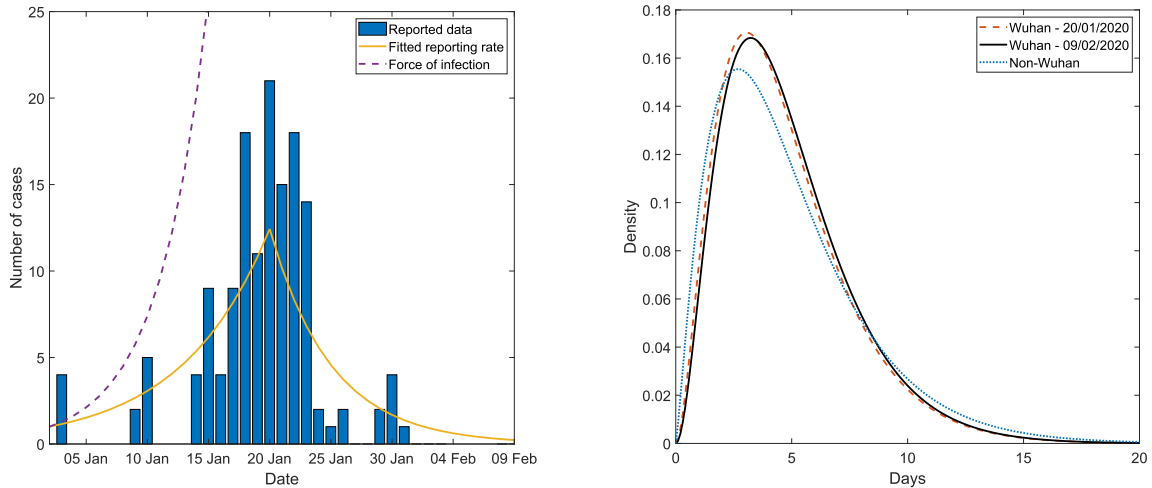 25
20
15
10
5
0
Number of cases
05 Jan 10 Jan 15 Jan 20 Jan 25 Jan 30 Jan 04 Feb 09 Feb
Date
Reported data
Fitted reporting rate
Force of infection
0.18
0.16
0.14
0.12
0.1
0.08
0.06
0.04
0.02
0
Density
0 5 10 15 20
Days
Wuhan - 20/01/2020
Wuhan - 09/02/2020
Non-Wuhan